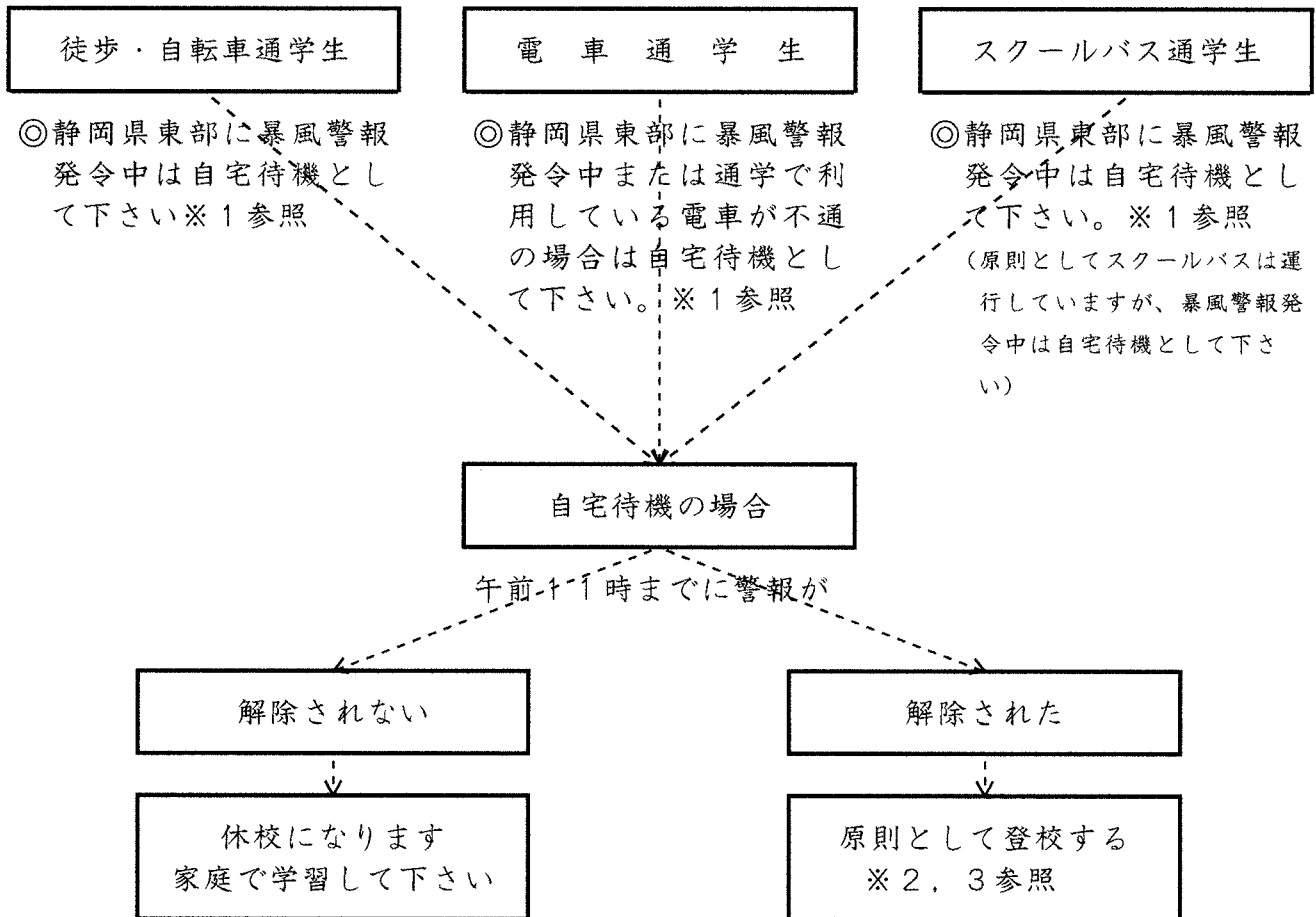 徒歩・自転車通学生
◎静岡県東部に暴風警報
発令中は自宅待機とし
て下さい※1参照
電車通学生
◎静岡県東部に暴風警報
発令中または通学で利
用している電車が不通
の場合は自宅待機とし
て下さい。※1参照
スクールバス通学生
◎静岡県東部に暴風警報
発令中は自宅待機とし
て下さい。※1参照
(原則としてスクールバスは運
行していますが、暴風警報発
令中は自宅待機として下さ
い)
自宅待機の場合
午前11時までに警報が
解除されない
休校になります
家庭で学習して下さい
解除された
原則として登校する
※2,3参照